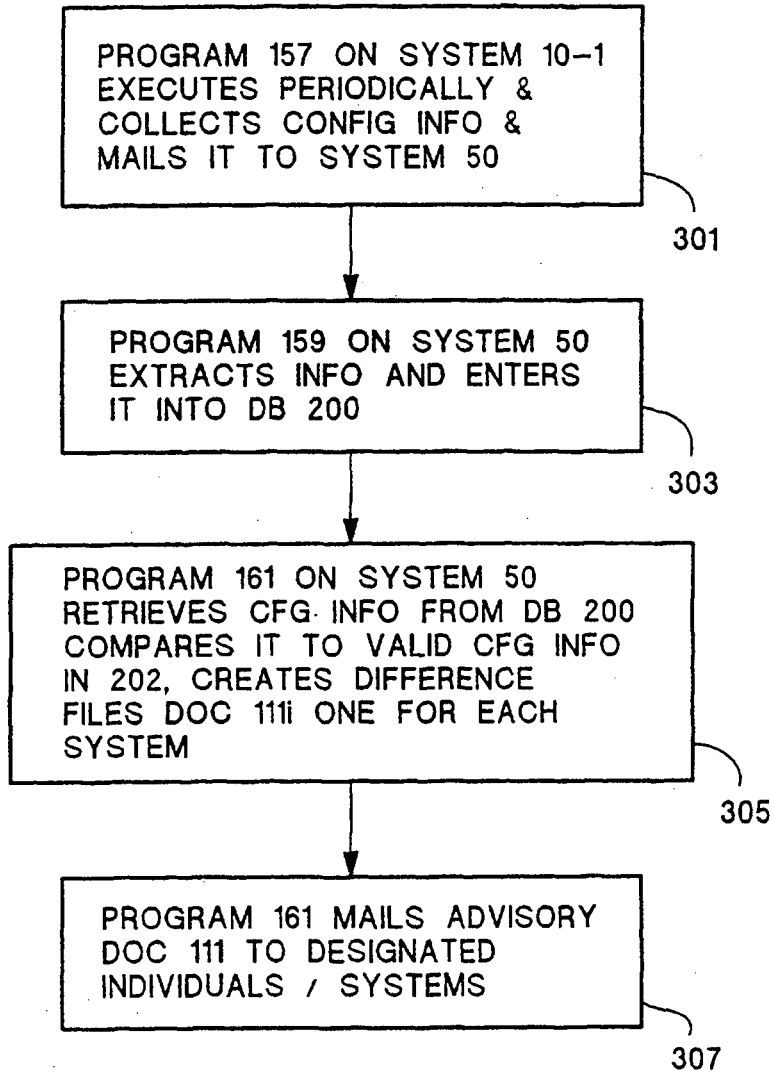 PROGRAM 157 ON SYSTEM 10-1
EXECUTES PERIODICALLY &
COLLECTS CONFIG INFO &
MAILS IT TO SYSTEM 50
301
PROGRAM 159 ON SYSTEM 50
EXTRACTS INFO AND ENTERS
IT INTO DB 200
303
PROGRAM 161 ON SYSTEM 50
RETRIEVES CFG INFO FROM DB 200
COMPARES IT TO VALID CFG INFO
IN 202, CREATES DIFFERENCE
FILES DOC 111i ONE FOR EACH
SYSTEM
305
PROGRAM 161 MAILS ADVISORY
DOC 111 TO DESIGNATED
INDIVIDUALS / SYSTEMS
307